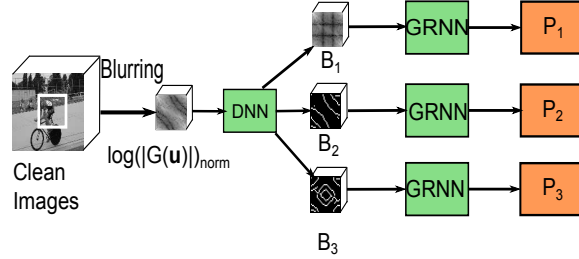 Clean
Images
Blurring
log(|G(u)|)norm
DNN
B1
GRNN
P1
B2
GRNN
P2
B3
GRNN
P3